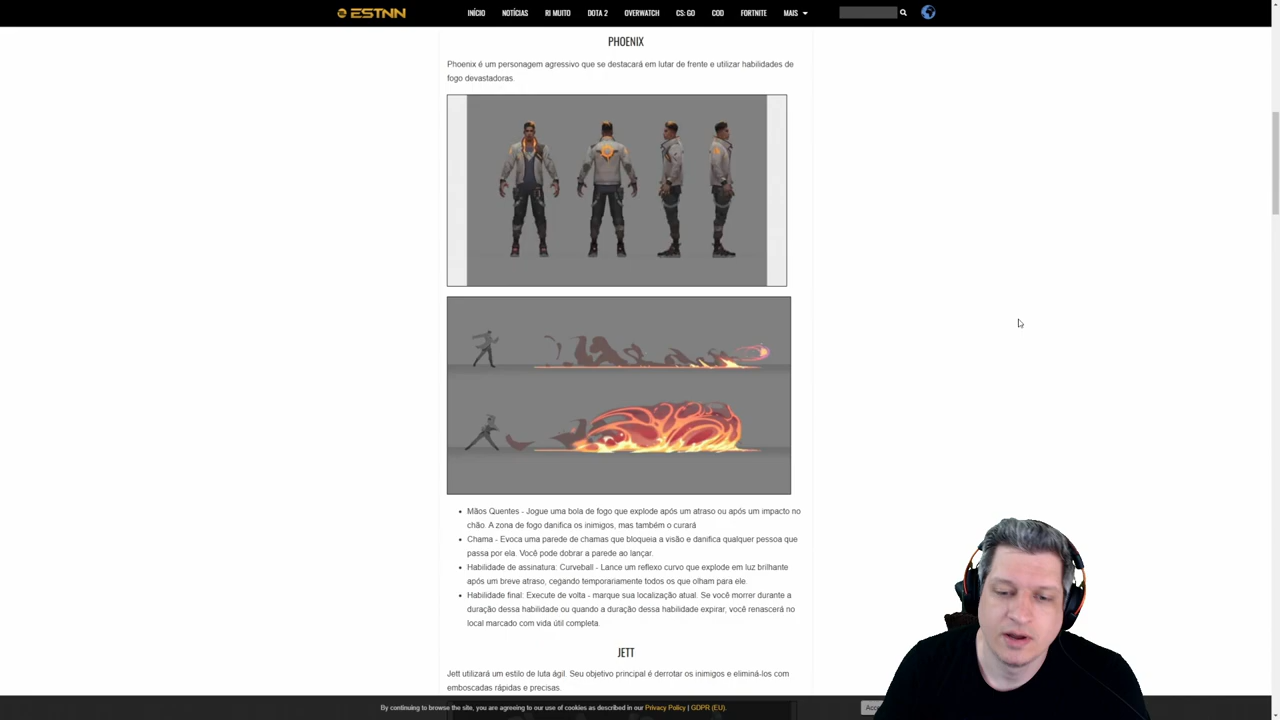 ESTNN
INÍCIO NOTÍCIAS RI MUITO DOTA 2 OVERWATCH CS: GO COD FORTNITE MAIS
PHOENIX
Phoenix é um personagem agressivo que se destacará em lutar de frente e utilizar habilidades de
fogo devastadoras.
• Mãos Quentes - Jogue uma bola de fogo que explode após um atraso ou após um impacto no
chão. A zona de fogo danifica os inimigos, mas também o curará
• Chama - Evoca uma parede de chamas que bloqueia a visão e danifica qualquer pessoa que
passa por ela. Você pode dobrar a parede ao lançar.
• Habilidade de assinatura: Curveball - Lance um reflexo curvo que explode em luz brilhante
após um breve atraso, cegando temporariamente todos os que olham para ele.
• Habilidade final: Execute de volta - marque sua localização atual. Se você morrer durante a
duração dessa habilidade ou quando a duração dessa habilidade expirar, você renascerá no
local marcado com vida útil completa.
JETT
Jett utilizará um estilo de luta ágil. Seu objetivo principal é derrotar os inimigos e eliminá-los com
emboscadas rápidas e precisas.
By continuing to browse the site, you are agreeing to our use of cookies as described in our Privacy Policy | GDPR (EU).